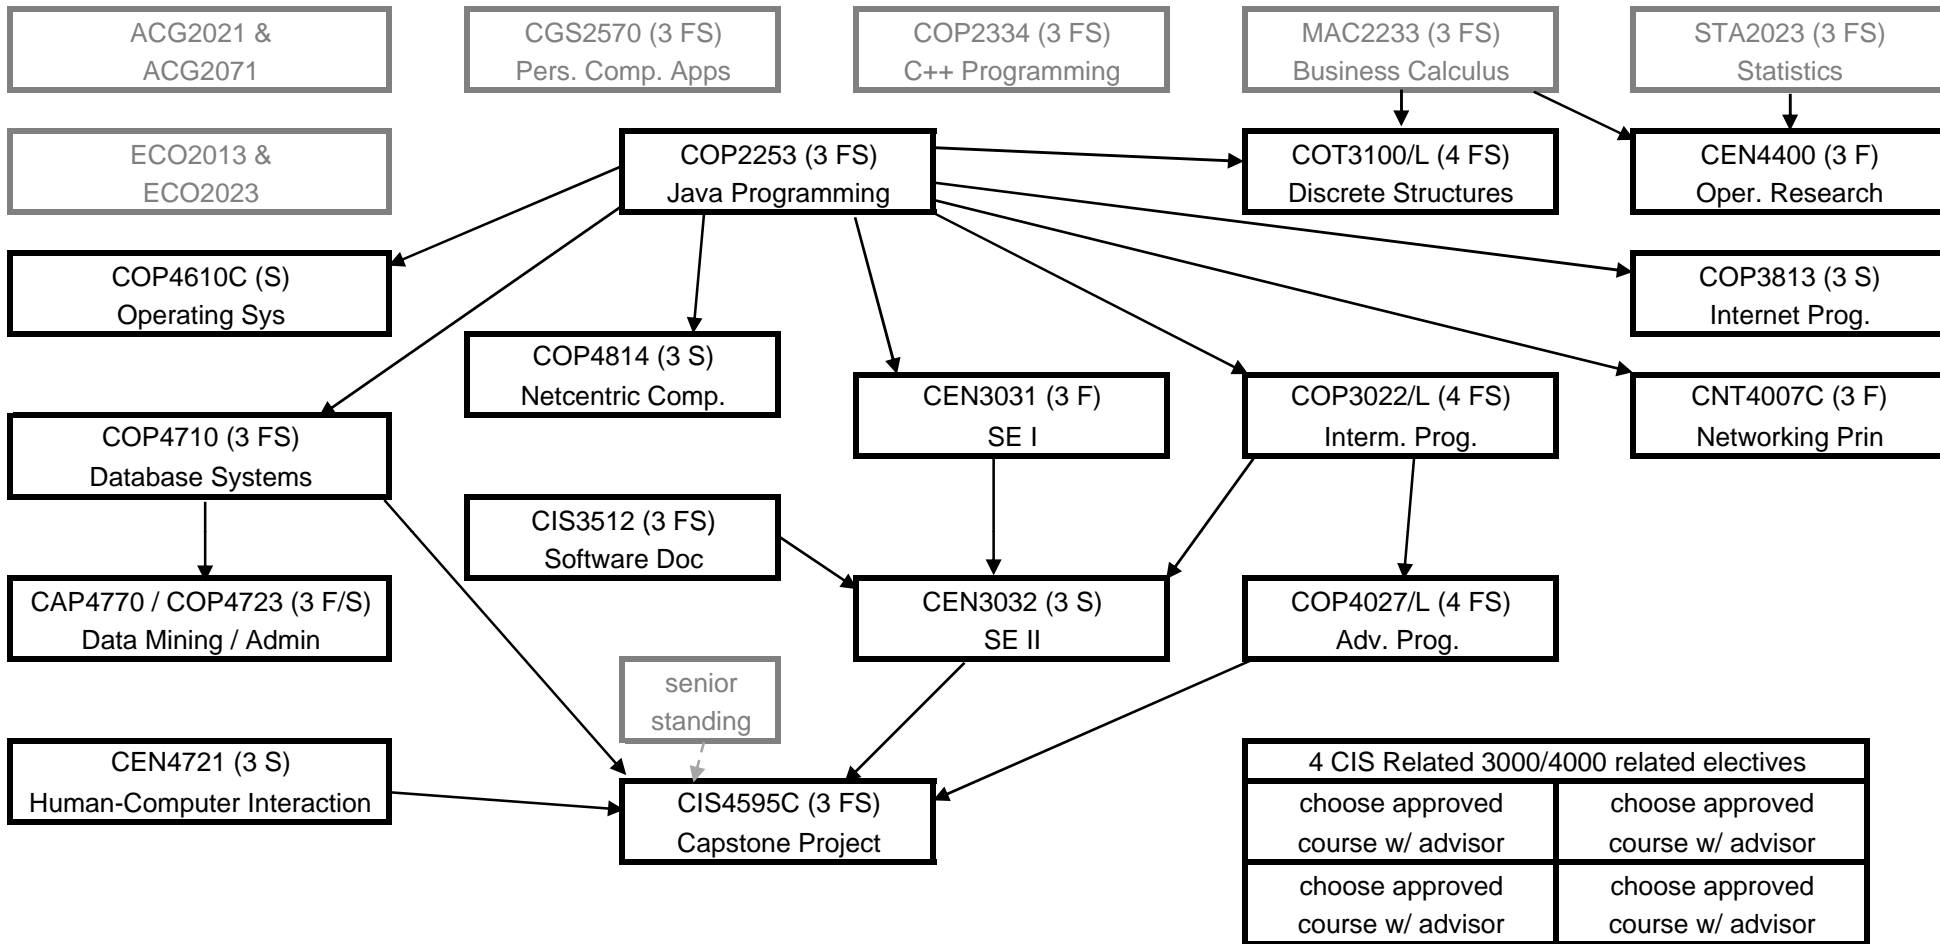 ACG2021 &
ACG2071
CGS2570 (3 FS)
Pers. Comp. Apps
COP2334 (3 FS)
C++ Programming
MAC2233 (3 FS)
Business Calculus
STA2023 (3 FS)
Statistics
ECO2013 &
ECO2023
COP2253 (3 FS)
Java Programming
COT3100/L (4 FS)
Discrete Structures
CEN4400 (3 F)
Oper. Research
COP4610C (S)
Operating Sys
COP3813 (3 S)
Internet Prog.
COP4814 (3 S)
Netcentric Comp.
CEN3031 (3 F)
SE I
COP3022/L (4 FS)
Interm. Prog.
CNT4007C (3 F)
Networking Prin
COP4710 (3 FS)
Database Systems
CIS3512 (3 FS)
Software Doc
CAP4770 / COP4723 (3 F/S)
Data Mining / Admin
CEN3032 (3 S)
SE II
COP4027/L (4 FS)
Adv. Prog.
senior
standing
CEN4721 (3 S)
Human-Computer Interaction
CIS4595C (3 FS)
Capstone Project
4 CIS Related 3000/4000 related electives
choose approved
course w/ advisor
choose approved
course w/ advisor
choose approved
course w/ advisor
choose approved
course w/ advisor